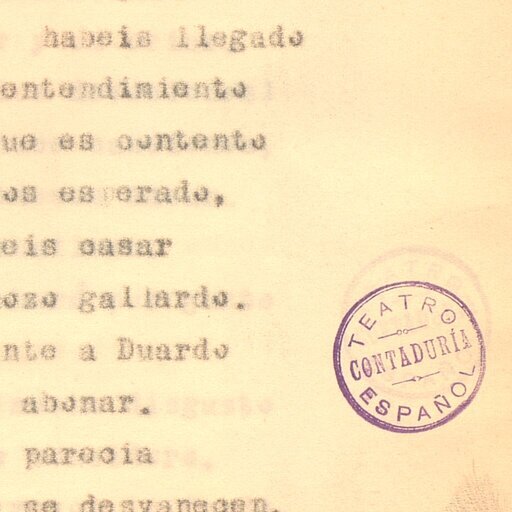 habeis llegado
entendimiento
ue es contento
os esperado,
eis casar
ozo gallardo.
nte a Duardo
abonar.
parecia
se desvanecen.
TEATRO
CONTADURÍA
ESPAÑOL